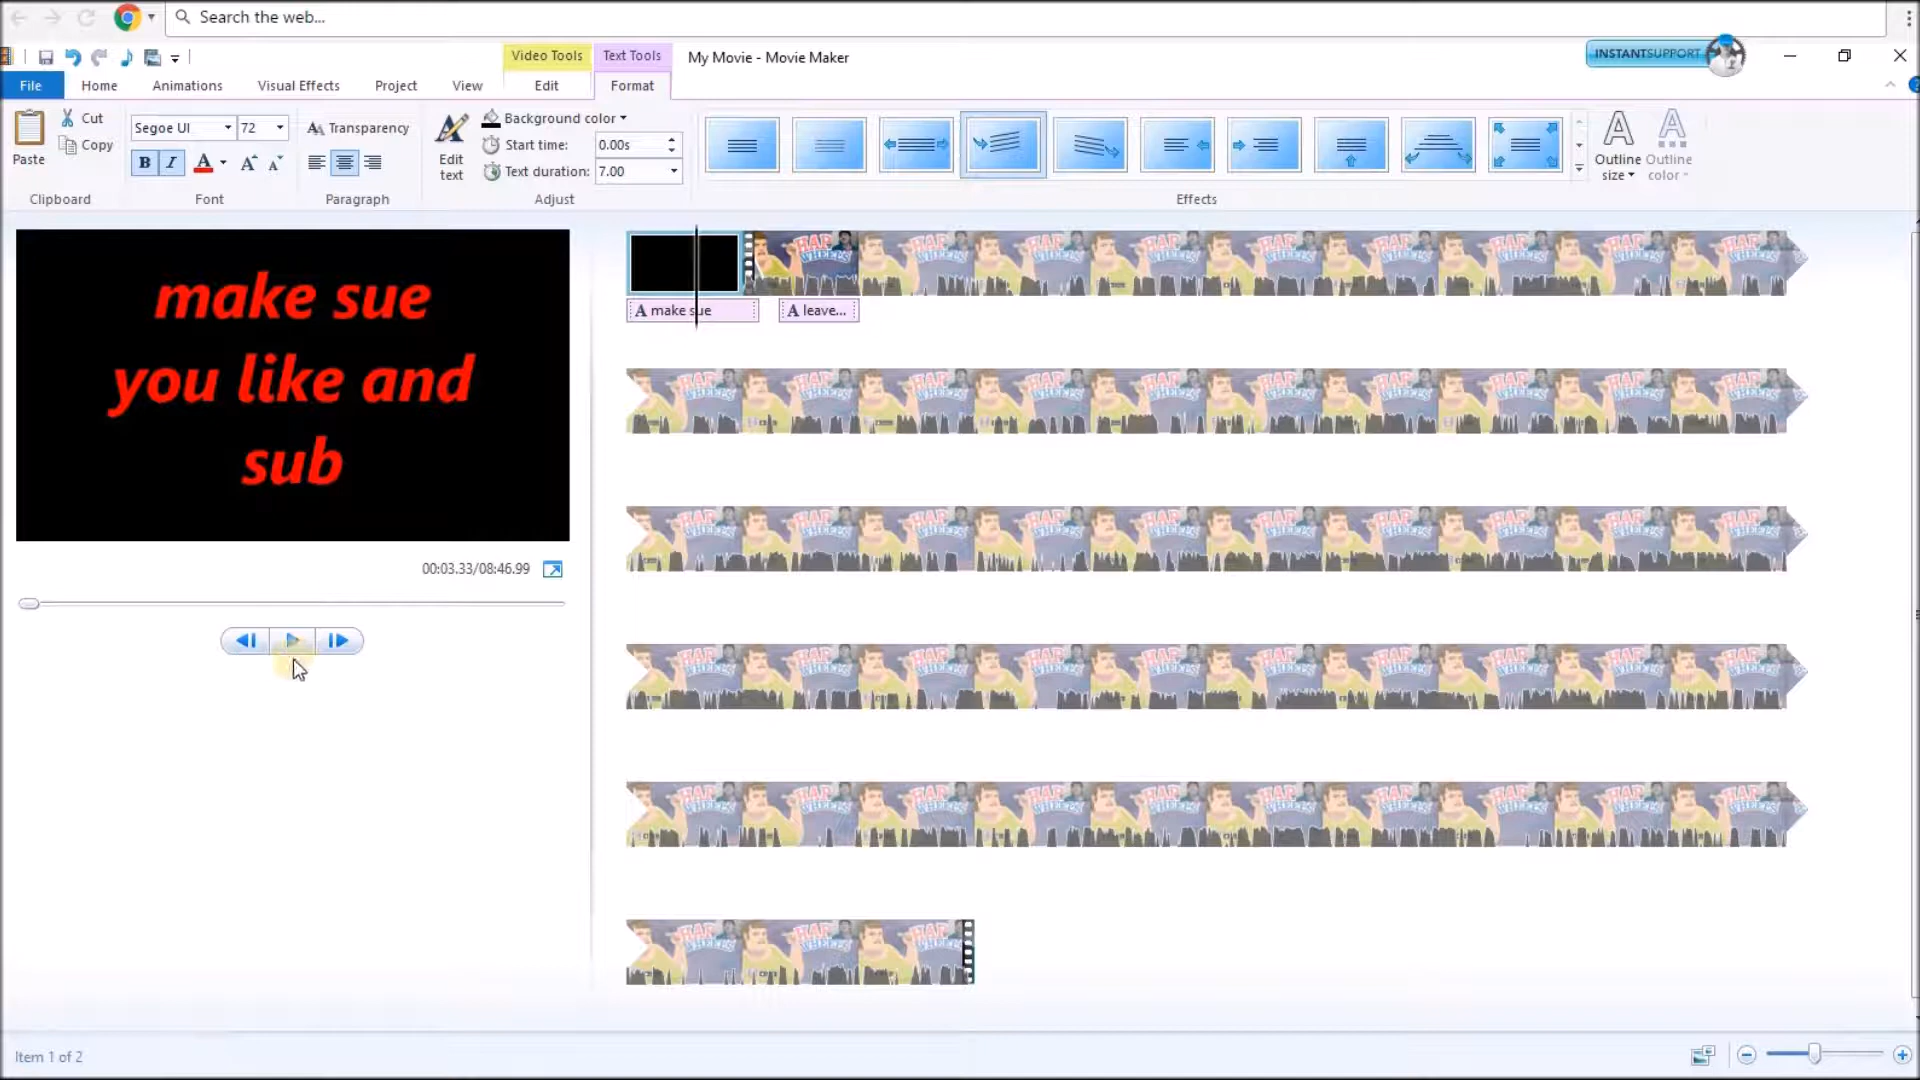 Search the web...
Video Tools
Text Tools
My Movie - Movie Maker
INSTANTSUPPORT
File
Home
Animations
Visual Effects
Project
View
Edit
Format
Paste
Cut
Copy
Clipboard
Segoe UI
72
B
I
A
A
A
Font
Transparency
Paragraph
Edit
text
Background color
Start time:
0.00s
Text duration:
7.00
Adjust
Effects
Outline
size
Outline
color
make sue
you like and
sub
00:03.33/08:46.99
A make sue
A leave...
HAP
WHEELS
Item 1 of 2